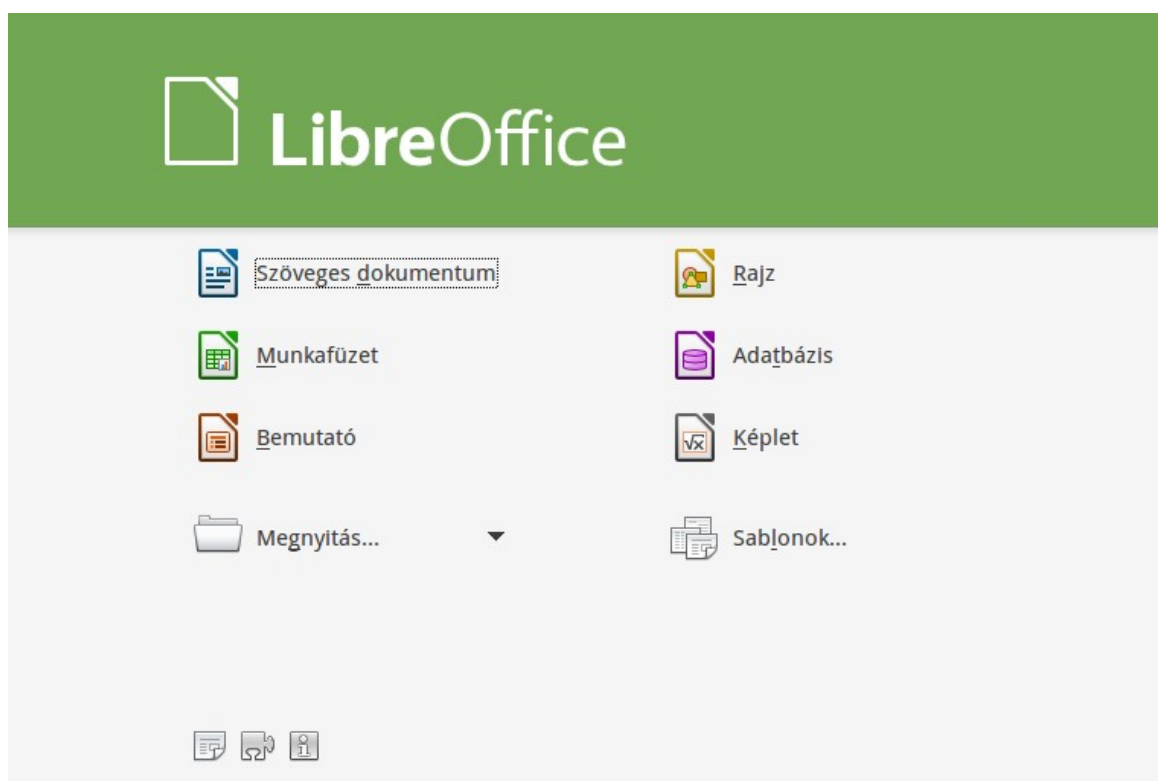 LibreOffice
Szöveges dokumentum
Rajz
Munkafüzet
Adatbázis
Bemutató
Képlet
Megnyitás...
Sablonok...